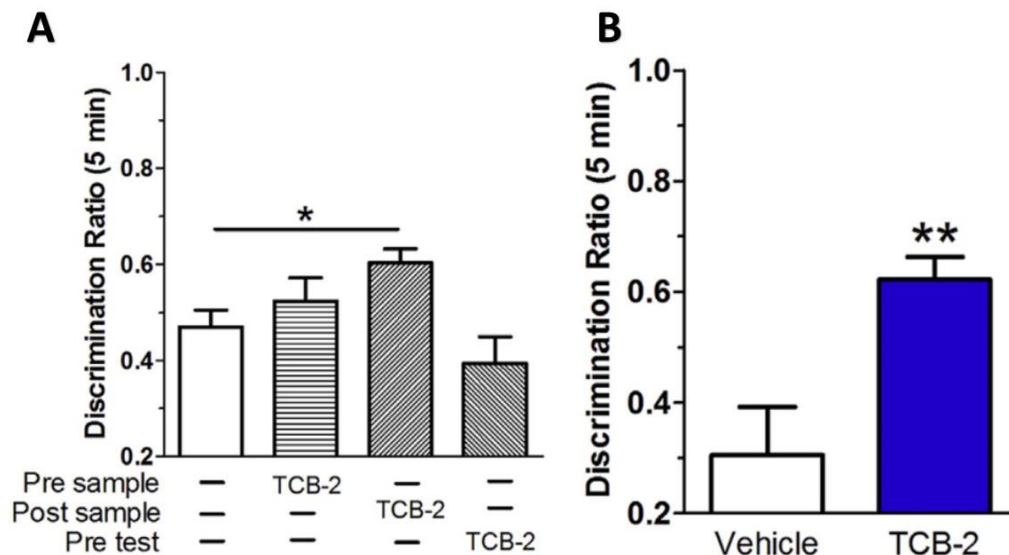 A
Discrimination Ratio (5 min)
1.0
0.8
0.6
0.4
0.2
*
Pre sample – TCB-2 – –
Post sample – – TCB-2 –
Pre test – – – TCB-2
B
Discrimination Ratio (5 min)
1.0
0.8
0.6
0.4
0.2
**
Vehicle TCB-2